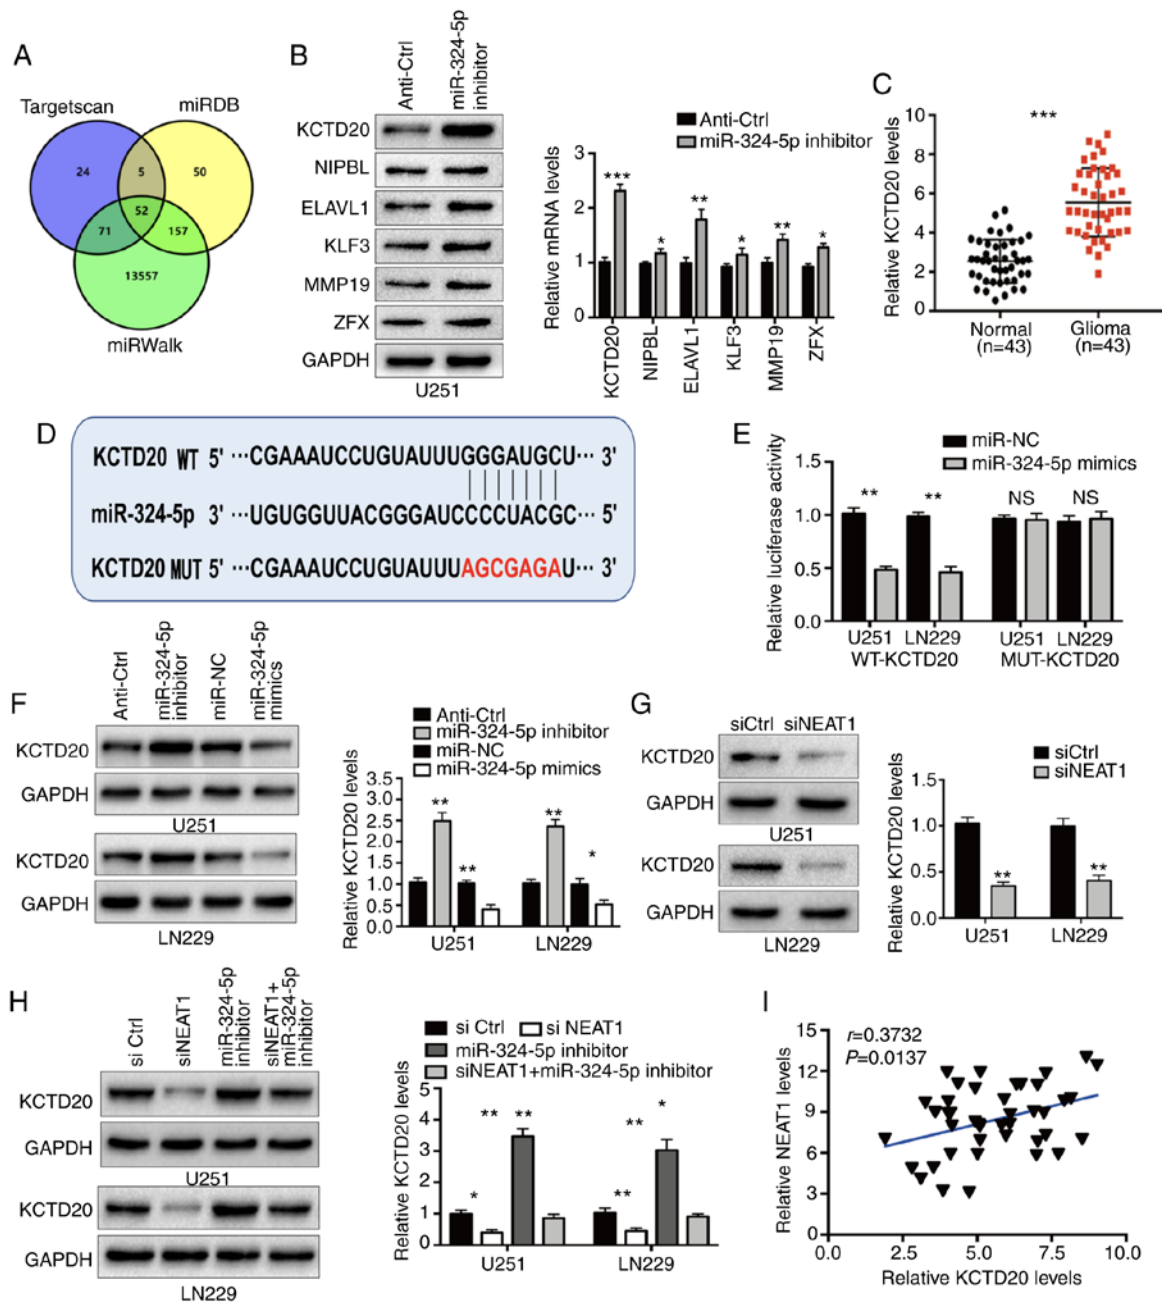 A
Targetscan
miRDB
24
5
50
52
71
157
13557
miRWalk
B
Anti-Ctrl
miR-324-5p
inhibitor
KCTD20
NIPBL
ELAVL1
KLF3
MMP19
ZFX
GAPDH
U251
Anti-Ctrl
miR-324-5p inhibitor
Relative mRNA levels
3
2
1
0
***
*
**
*
**
*
KCTD20
NIPBL
ELAVL1
KLF3
MMP19
ZFX
C
Relative KCTD20 levels
10
8
6
4
2
0
***
Normal
(n=43)
Glioma
(n=43)
D
KCTD20 WT 5' ···CGAAAUCCUGUAUUUGGGAUGCU··· 3'
miR-324-5p 3' ···UGUGGUUACGGGAUCCCCUACGC··· 5'
KCTD20 MUT 5' ···CGAAAUCCUGUAUUUAGCGAGAU··· 3'
E
miR-NC
miR-324-5p mimics
Relative luciferase activity
1.5
1.0
0.5
0.0
**
**
NS
NS
U251 LN229
WT-KCTD20
U251 LN229
MUT-KCTD20
F
Anti-Ctrl
miR-324-5p
inhibitor
miR-NC
miR-324-5p
mimics
KCTD20
GAPDH
U251
KCTD20
GAPDH
LN229
Anti-Ctrl
miR-324-5p inhibitor
miR-NC
miR-324-5p mimics
Relative KCTD20 levels
3.5
3.0
2.5
2.0
1.5
1.0
0.5
0.0
**
**
**
*
U251
LN229
G
siCtrl siNEAT1
KCTD20
GAPDH
U251
KCTD20
GAPDH
LN229
siCtrl
siNEAT1
Relative KCTD20 levels
1.5
1.0
0.5
0.0
**
**
U251
LN229
H
si Ctrl
siNEAT1
miR-324-5p
inhibitor
siNEAT1+
miR-324-5p
inhibitor
KCTD20
GAPDH
U251
KCTD20
GAPDH
LN229
si Ctrl
si NEAT1
miR-324-5p inhibitor
siNEAT1+miR-324-5p inhibitor
Relative KCTD20 levels
5
4
3
2
1
0
*
**
**
**
**
*
U251
LN229
I
r=0.3732
P=0.0137
Relative NEAT1 levels
15
12
9
6
3
0
0.0
2.5
5.0
7.5
10.0
Relative KCTD20 levels